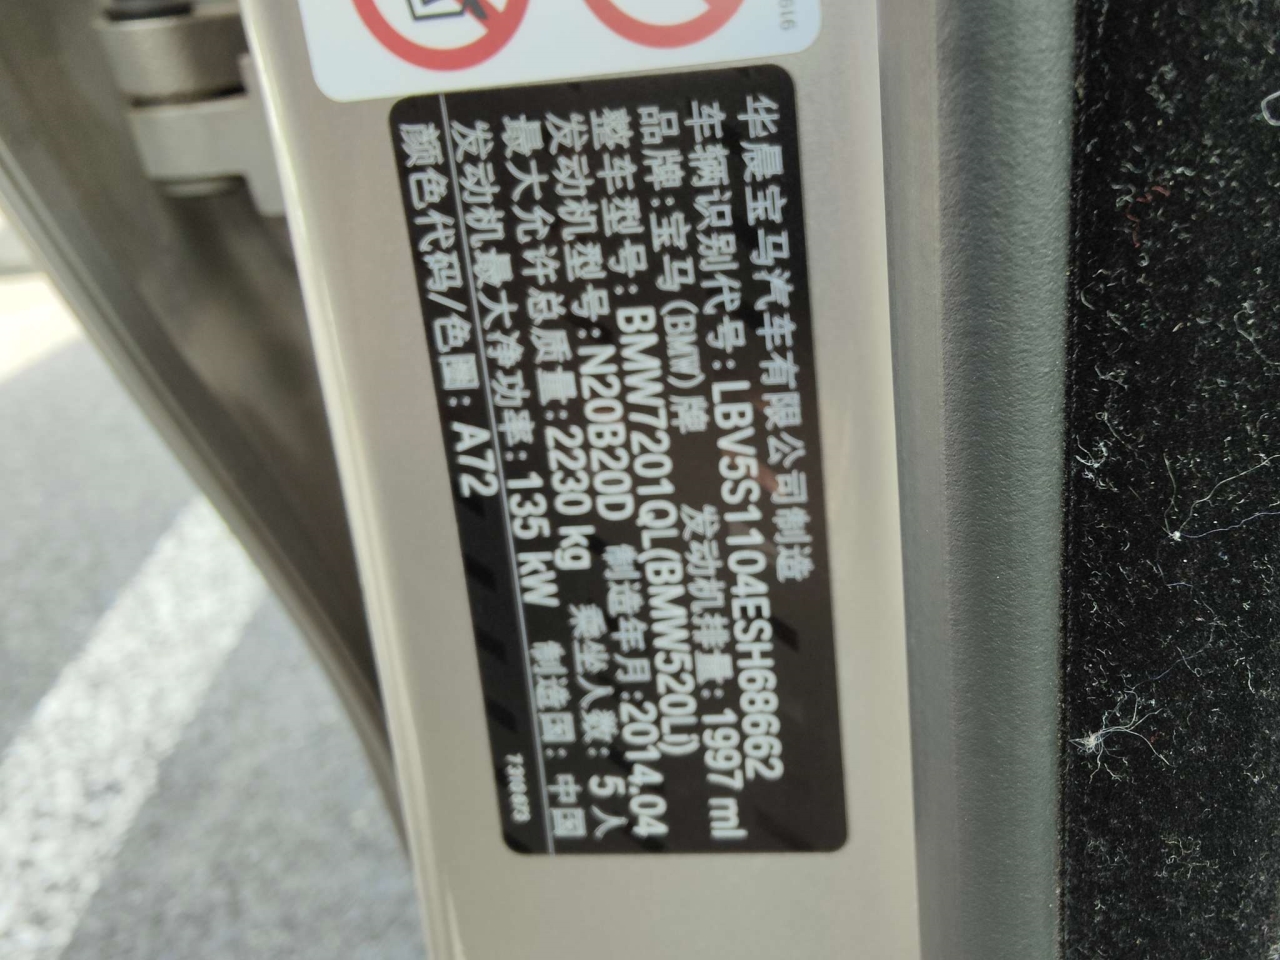 华晨宝马汽车有限公司制造
车辆识别代号:LBV5S1104ESH68662
品牌:宝马(BMW)牌 发动机排量:1997 ml
整车型号:BMW7201QL(BMW520Li)
发动机型号:N20B20D 制造年月:2014.04
最大允许总质量:2230 kg 乘坐人数:5人
发动机最大净功率:135 kW 制造国:中国
颜色代码/色图:A72